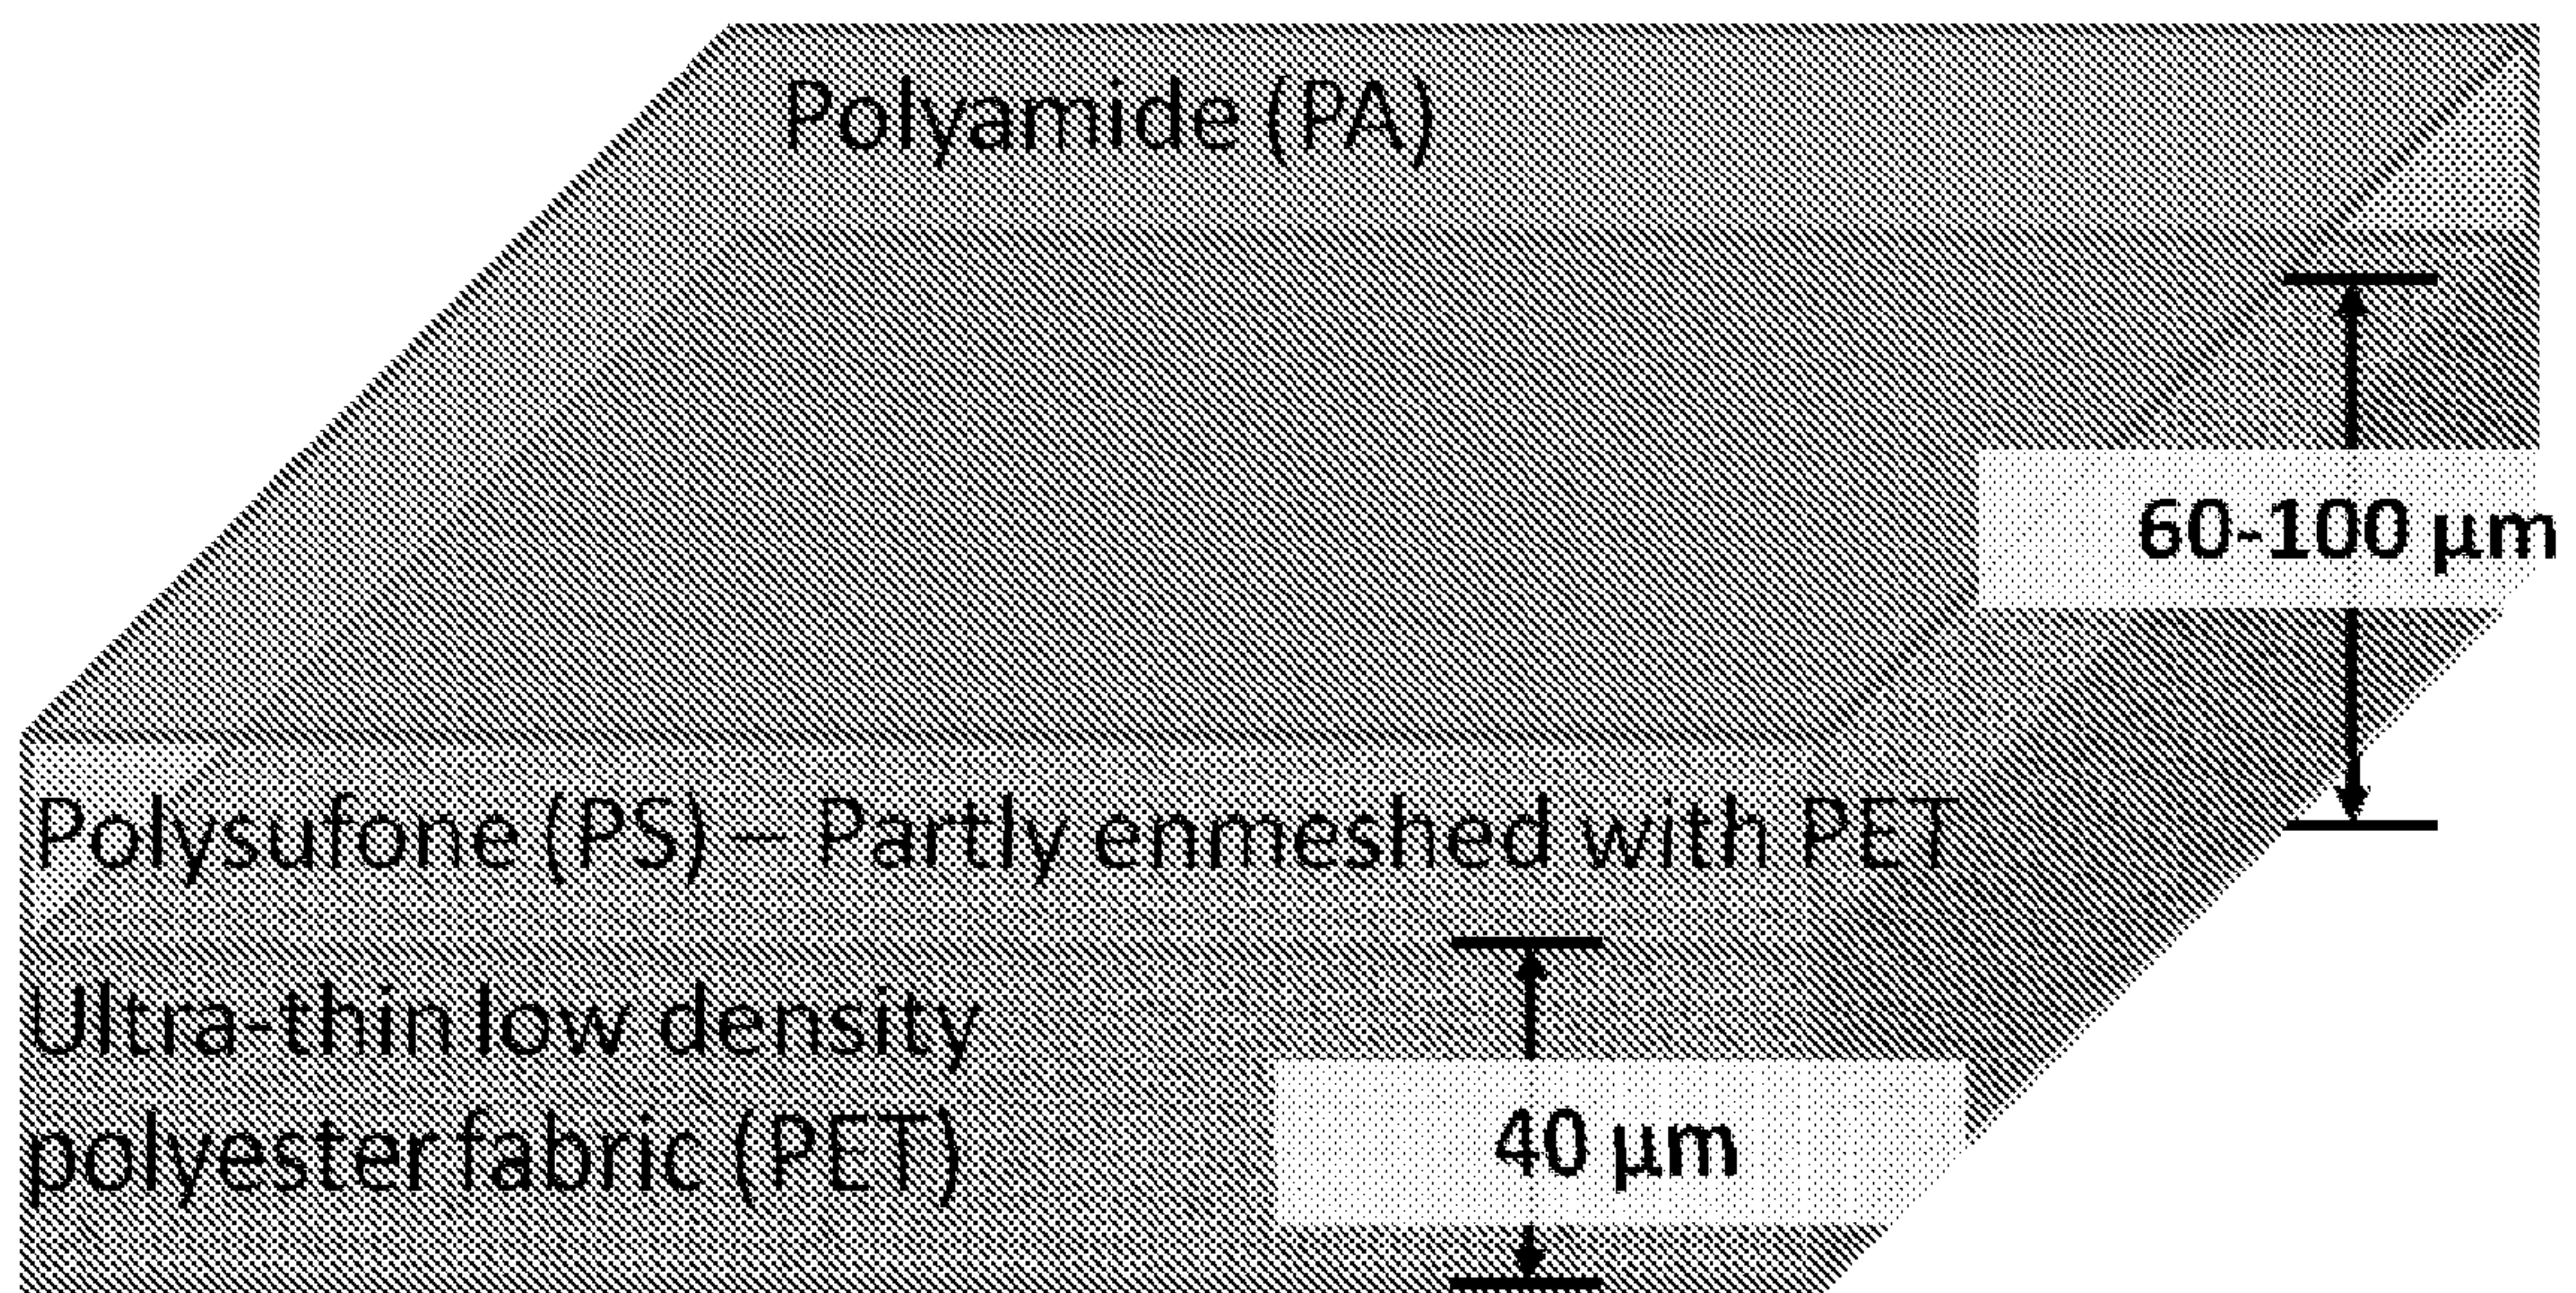 Polyamide (PA)
60-100 µm
Polysufone (PS) – Partly enmeshed with PET
Ultra-thin low density
polyester fabric (PET)
40 µm